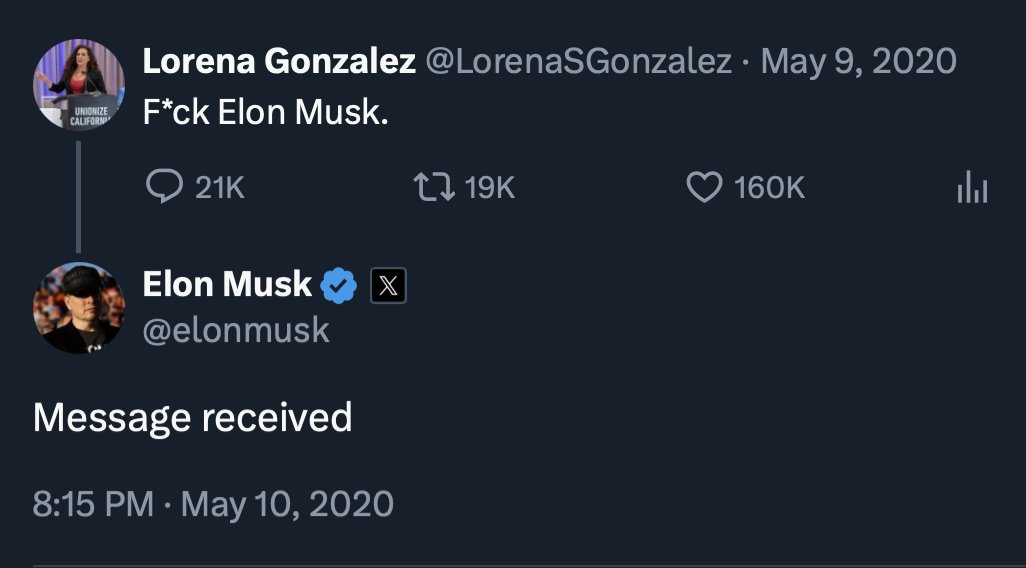 Lorena Gonzalez @LorenaSGonzalez · May 9, 2020
UNIONIZE
CALIFORNIA
F*ck Elon Musk.
21K 19K 160K
Elon Musk
@elonmusk
Message received
8:15 PM · May 10, 2020